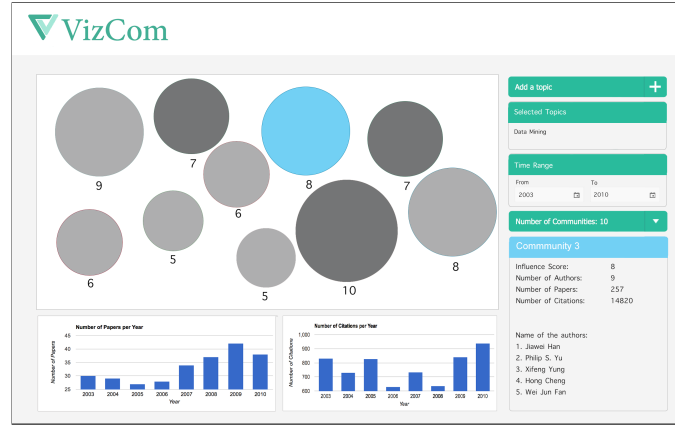 VizCom
9
7
8
7
6
8
6
5
5
10
Add a topic
Selected Topics
Data Mining
Time Range
From To
2003 2010
Number of Communities: 10
Commmunity 3
Influence Score: 8
Number of Authors: 9
Number of Papers: 257
Number of Citations: 14820
Name of the authors:
1. Jiawei Han
2. Philip S. Yu
3. Xifeng Yung
4. Hong Cheng
5. Wei Jun Fan
Number of Papers per Year
Number of Papers
45
40
35
30
25
2003 2004 2005 2006 2007 2008 2009 2010
Year
Number of Citations per Year
Number of Citations
1,000
900
800
700
600
2003 2004 2005 2006 2007 2008 2009 2010
Year